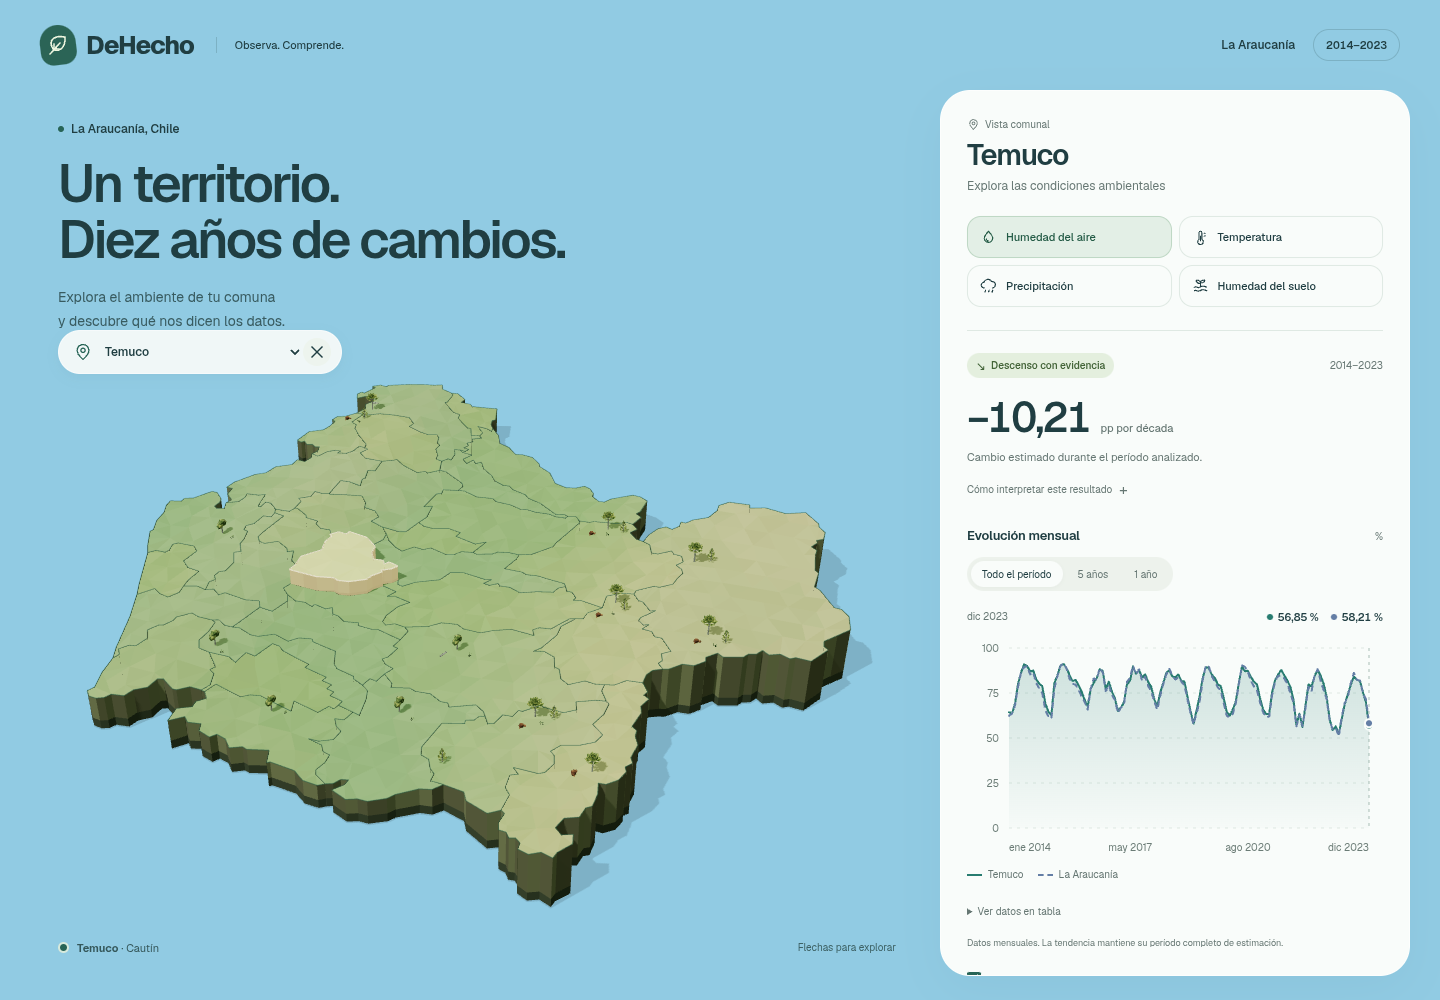 DeHecho
Observa. Comprende.
La Araucanía
2014–2023
La Araucanía, Chile
Un territorio.
Diez años de cambios.
Explora el ambiente de tu comuna
y descubre qué nos dicen los datos.
Temuco
Temuco · Cautín
Flechas para explorar
Vista comunal
Temuco
Explora las condiciones ambientales
Humedad del aire
Temperatura
Precipitación
Humedad del suelo
Descenso con evidencia
2014–2023
−10,21 pp por década
Cambio estimado durante el período analizado.
Cómo interpretar este resultado +
Evolución mensual
%
Todo el período
5 años
1 año
dic 2023
56,85 %
58,21 %
100
75
50
25
0
ene 2014
may 2017
ago 2020
dic 2023
Temuco
La Araucanía
Ver datos en tabla
Datos mensuales. La tendencia mantiene su período completo de estimación.